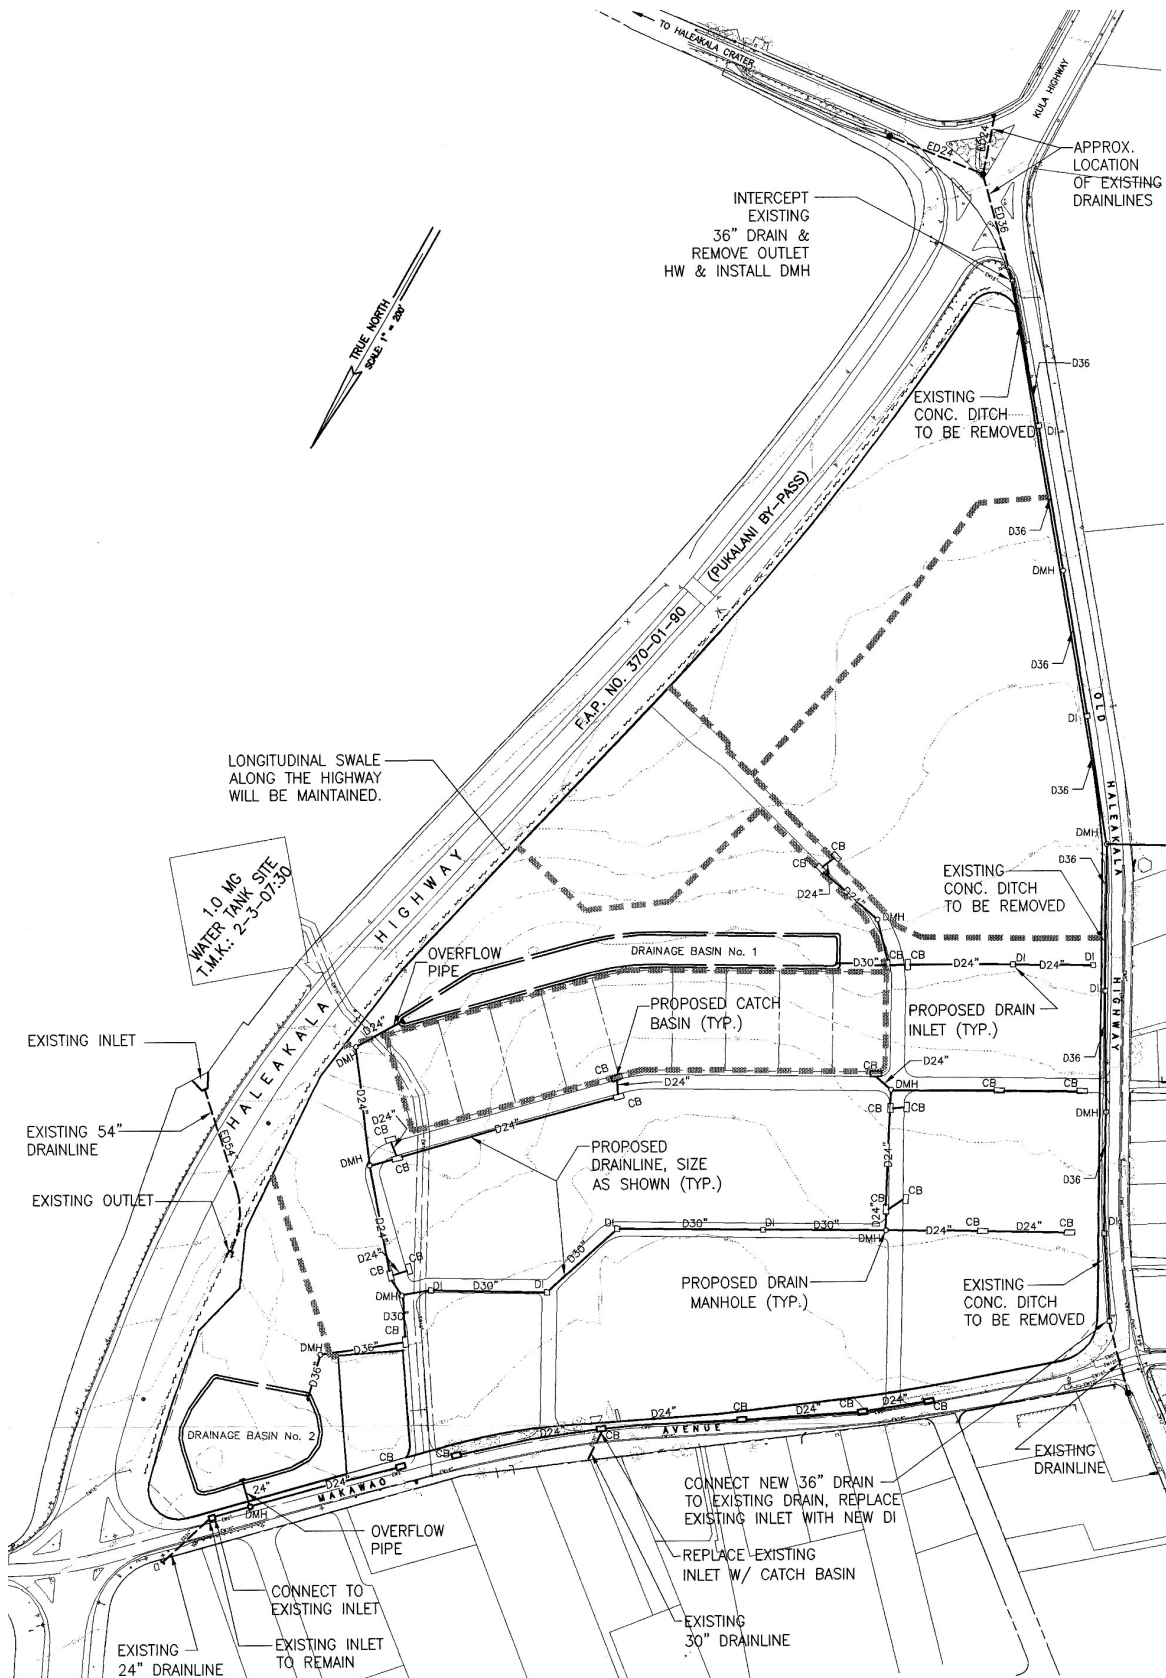 TO HALEAKALA CRATER
KULA HIGHWAY
ED24
ED24
APPROX.
LOCATION
OF EXISTING
DRAINLINES
ED36
INTERCEPT
EXISTING
36" DRAIN &
REMOVE OUTLET
HW & INSTALL DMH
TRUE NORTH
SCALE: 1" = 200'
D36
EXISTING
CONC. DITCH
TO BE REMOVED
DI
D36
DMH
(PUKALANI BY-PASS)
F.A.P. NO. 370-01-90
D36
DI
OLD
HALEAKALA
HIGHWAY
LONGITUDINAL SWALE
ALONG THE HIGHWAY
WILL BE MAINTAINED.
D36
DMH
D36
1.0 MG
WATER TANK SITE
T.M.K.: 2-3-07:30
HALEAKALA HIGHWAY
CB
CB
D24"
D24"
DMH
EXISTING
CONC. DITCH
TO BE REMOVED
OVERFLOW
PIPE
DRAINAGE BASIN No. 1
D30"
CB
CB
D24"
DI
D24"
DI
DI
PROPOSED CATCH
BASIN (TYP.)
PROPOSED DRAIN
INLET (TYP.)
D24"
DMH
EXISTING INLET
D36
CB
D24"
CB
D24"
DMH
CB
CB
CB
D24"
DMH
CB
CB
EXISTING 54"
DRAINLINE
ED54
D24"
CB
CB
D24"
DMH
PROPOSED
DRAINLINE, SIZE
AS SHOWN (TYP.)
D24"
D36
EXISTING OUTLET
D24"
CB
CB
D24"
DI
D30"
DI
D30"
DMH
D24"
CB
D24"
CB
DI
D24"
CB
CB
D30"
DMH
DI
D30"
DI
D30"
CB
PROPOSED DRAIN
MANHOLE (TYP.)
EXISTING
CONC. DITCH
TO BE REMOVED
DMH
D36"
D36"
DRAINAGE BASIN No. 2
24"
DMH
D24"
CB
CB
D24"
CB
D24"
CB
D24"
CB
D24"
CB
MAKAWAO AVENUE
EXISTING
DRAINLINE
CONNECT NEW 36" DRAIN
TO EXISTING DRAIN, REPLACE
EXISTING INLET WITH NEW DI
OVERFLOW
PIPE
REPLACE EXISTING
INLET W/ CATCH BASIN
CONNECT TO
EXISTING INLET
EXISTING
30" DRAINLINE
EXISTING INLET
TO REMAIN
EXISTING
24" DRAINLINE